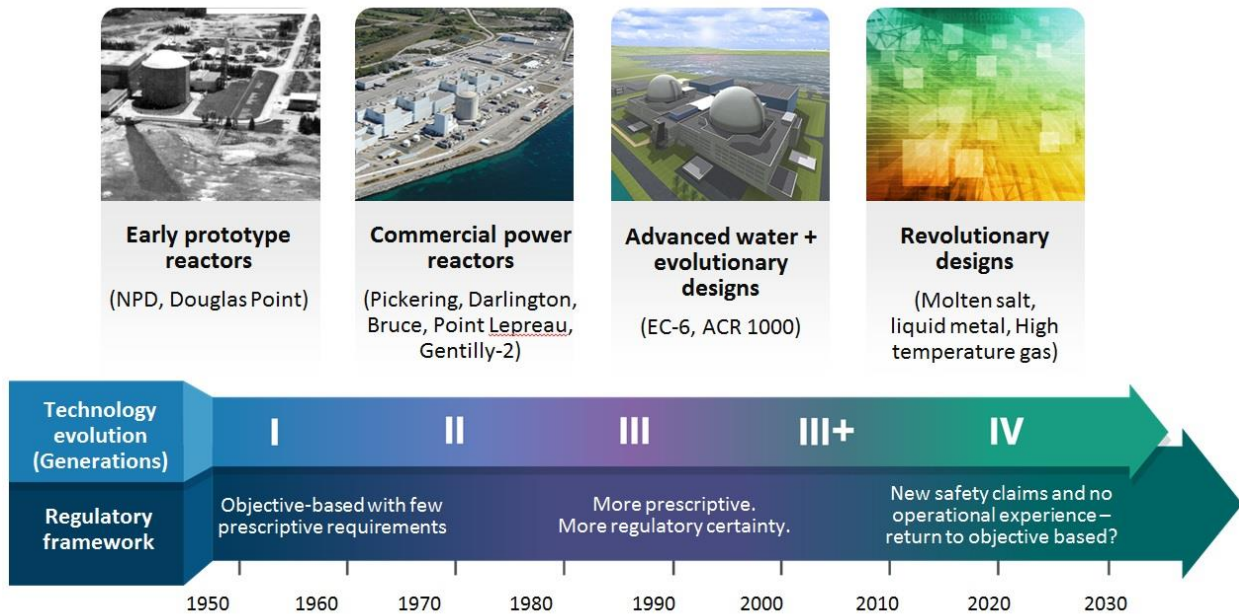 Early prototype
reactors
(NPD, Douglas Point)
Commercial power
reactors
(Pickering, Darlington,
Bruce, Point Lepreau,
Gentilly-2)
Advanced water +
evolutionary
designs
(EC-6, ACR 1000)
Revolutionary
designs
(Molten salt,
liquid metal, High
temperature gas)
Technology
evolution
(Generations)
I
II
III
III+
IV
Regulatory
framework
Objective-based with few
prescriptive requirements
More prescriptive.
More regulatory certainty.
New safety claims and no
operational experience –
return to objective based?
1950 1960 1970 1980 1990 2000 2010 2020 2030